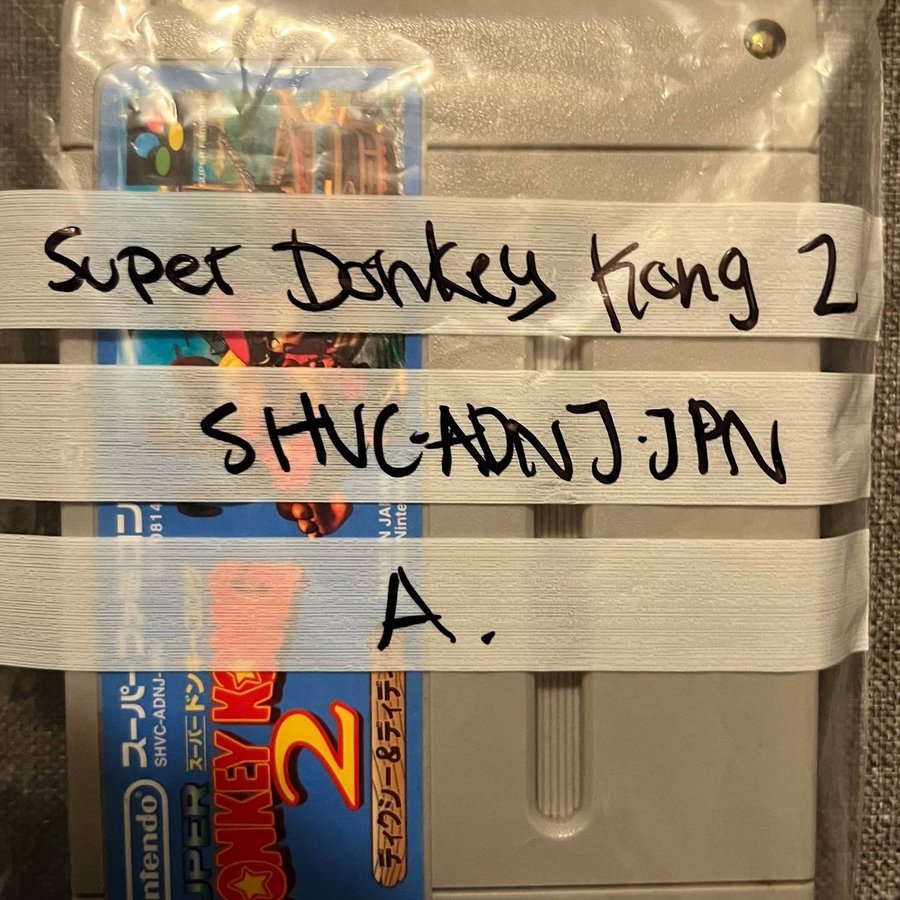 Super Donkey Kong 2
SHVC-ADNJ-JPN
A.
スーパーファミコン
SHVC-ADNJ-
スーパードンキーコング
SUPER
DONKEY KONG
2
ディクシー&ディディ
Nintendo